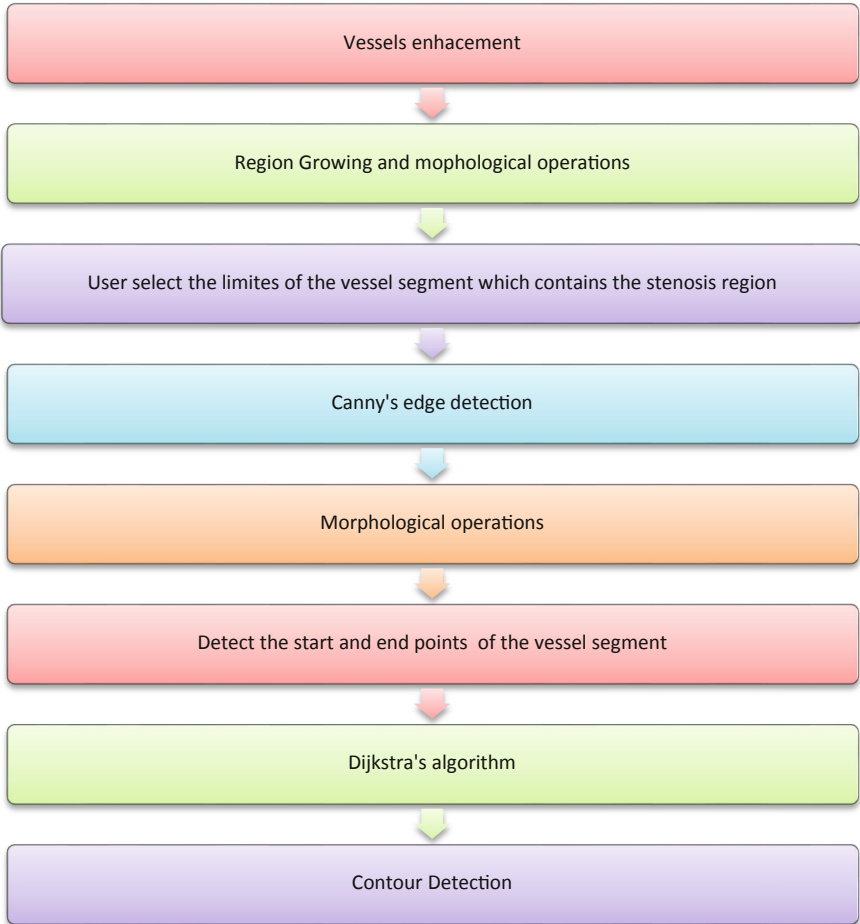 Vessels enhacement
Region Growing and mophological operations
User select the limites of the vessel segment which contains the stenosis region
Canny's edge detection
Morphological operations
Detect the start and end points of the vessel segment
Dijkstra's algorithm
Contour Detection